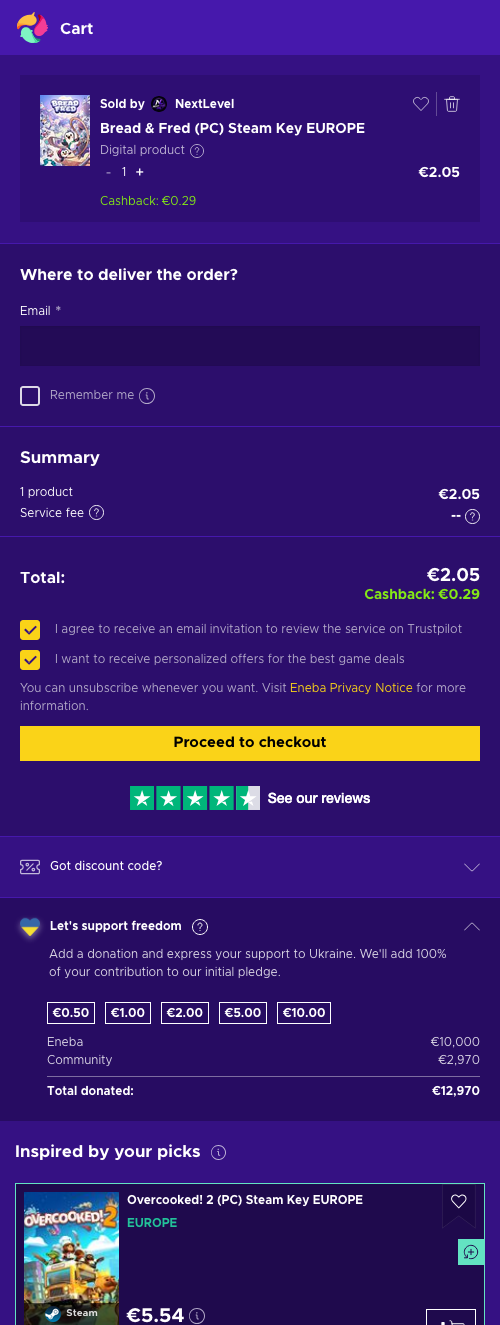 Cart
Sold by NextLevel
BREAD & FRED
Bread & Fred (PC) Steam Key EUROPE
Digital product ?
- 1 +
€2.05
Cashback: €0.29
Where to deliver the order?
Email *
Remember me i
Summary
1 product €2.05
Service fee ? -- ?
Total: €2.05
Cashback: €0.29
I agree to receive an email invitation to review the service on Trustpilot
I want to receive personalized offers for the best game deals
You can unsubscribe whenever you want. Visit Eneba Privacy Notice for more
information.
Proceed to checkout
See our reviews
Got discount code?
Let's support freedom ?
Add a donation and express your support to Ukraine. We'll add 100%
of your contribution to our initial pledge.
€0.50 €1.00 €2.00 €5.00 €10.00
Eneba €10,000
Community €2,970
Total donated: €12,970
Inspired by your picks i
Overcooked! 2 (PC) Steam Key EUROPE
OVERCOOKED! 2
EUROPE
Steam
€5.54 i